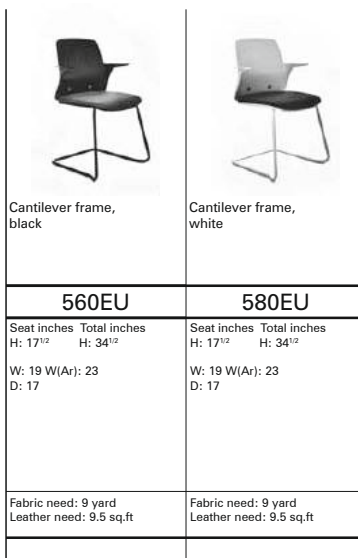 Cantilever frame,
black
Cantilever frame,
white
560EU
580EU
Seat inches Total inches
H: 17 1/2 H: 34 1/2
W: 19 W(Ar): 23
D: 17
Seat inches Total inches
H: 17 1/2 H: 34 1/2
W: 19 W(Ar): 23
D: 17
Fabric need: 9 yard
Leather need: 9.5 sq.ft
Fabric need: 9 yard
Leather need: 9.5 sq.ft